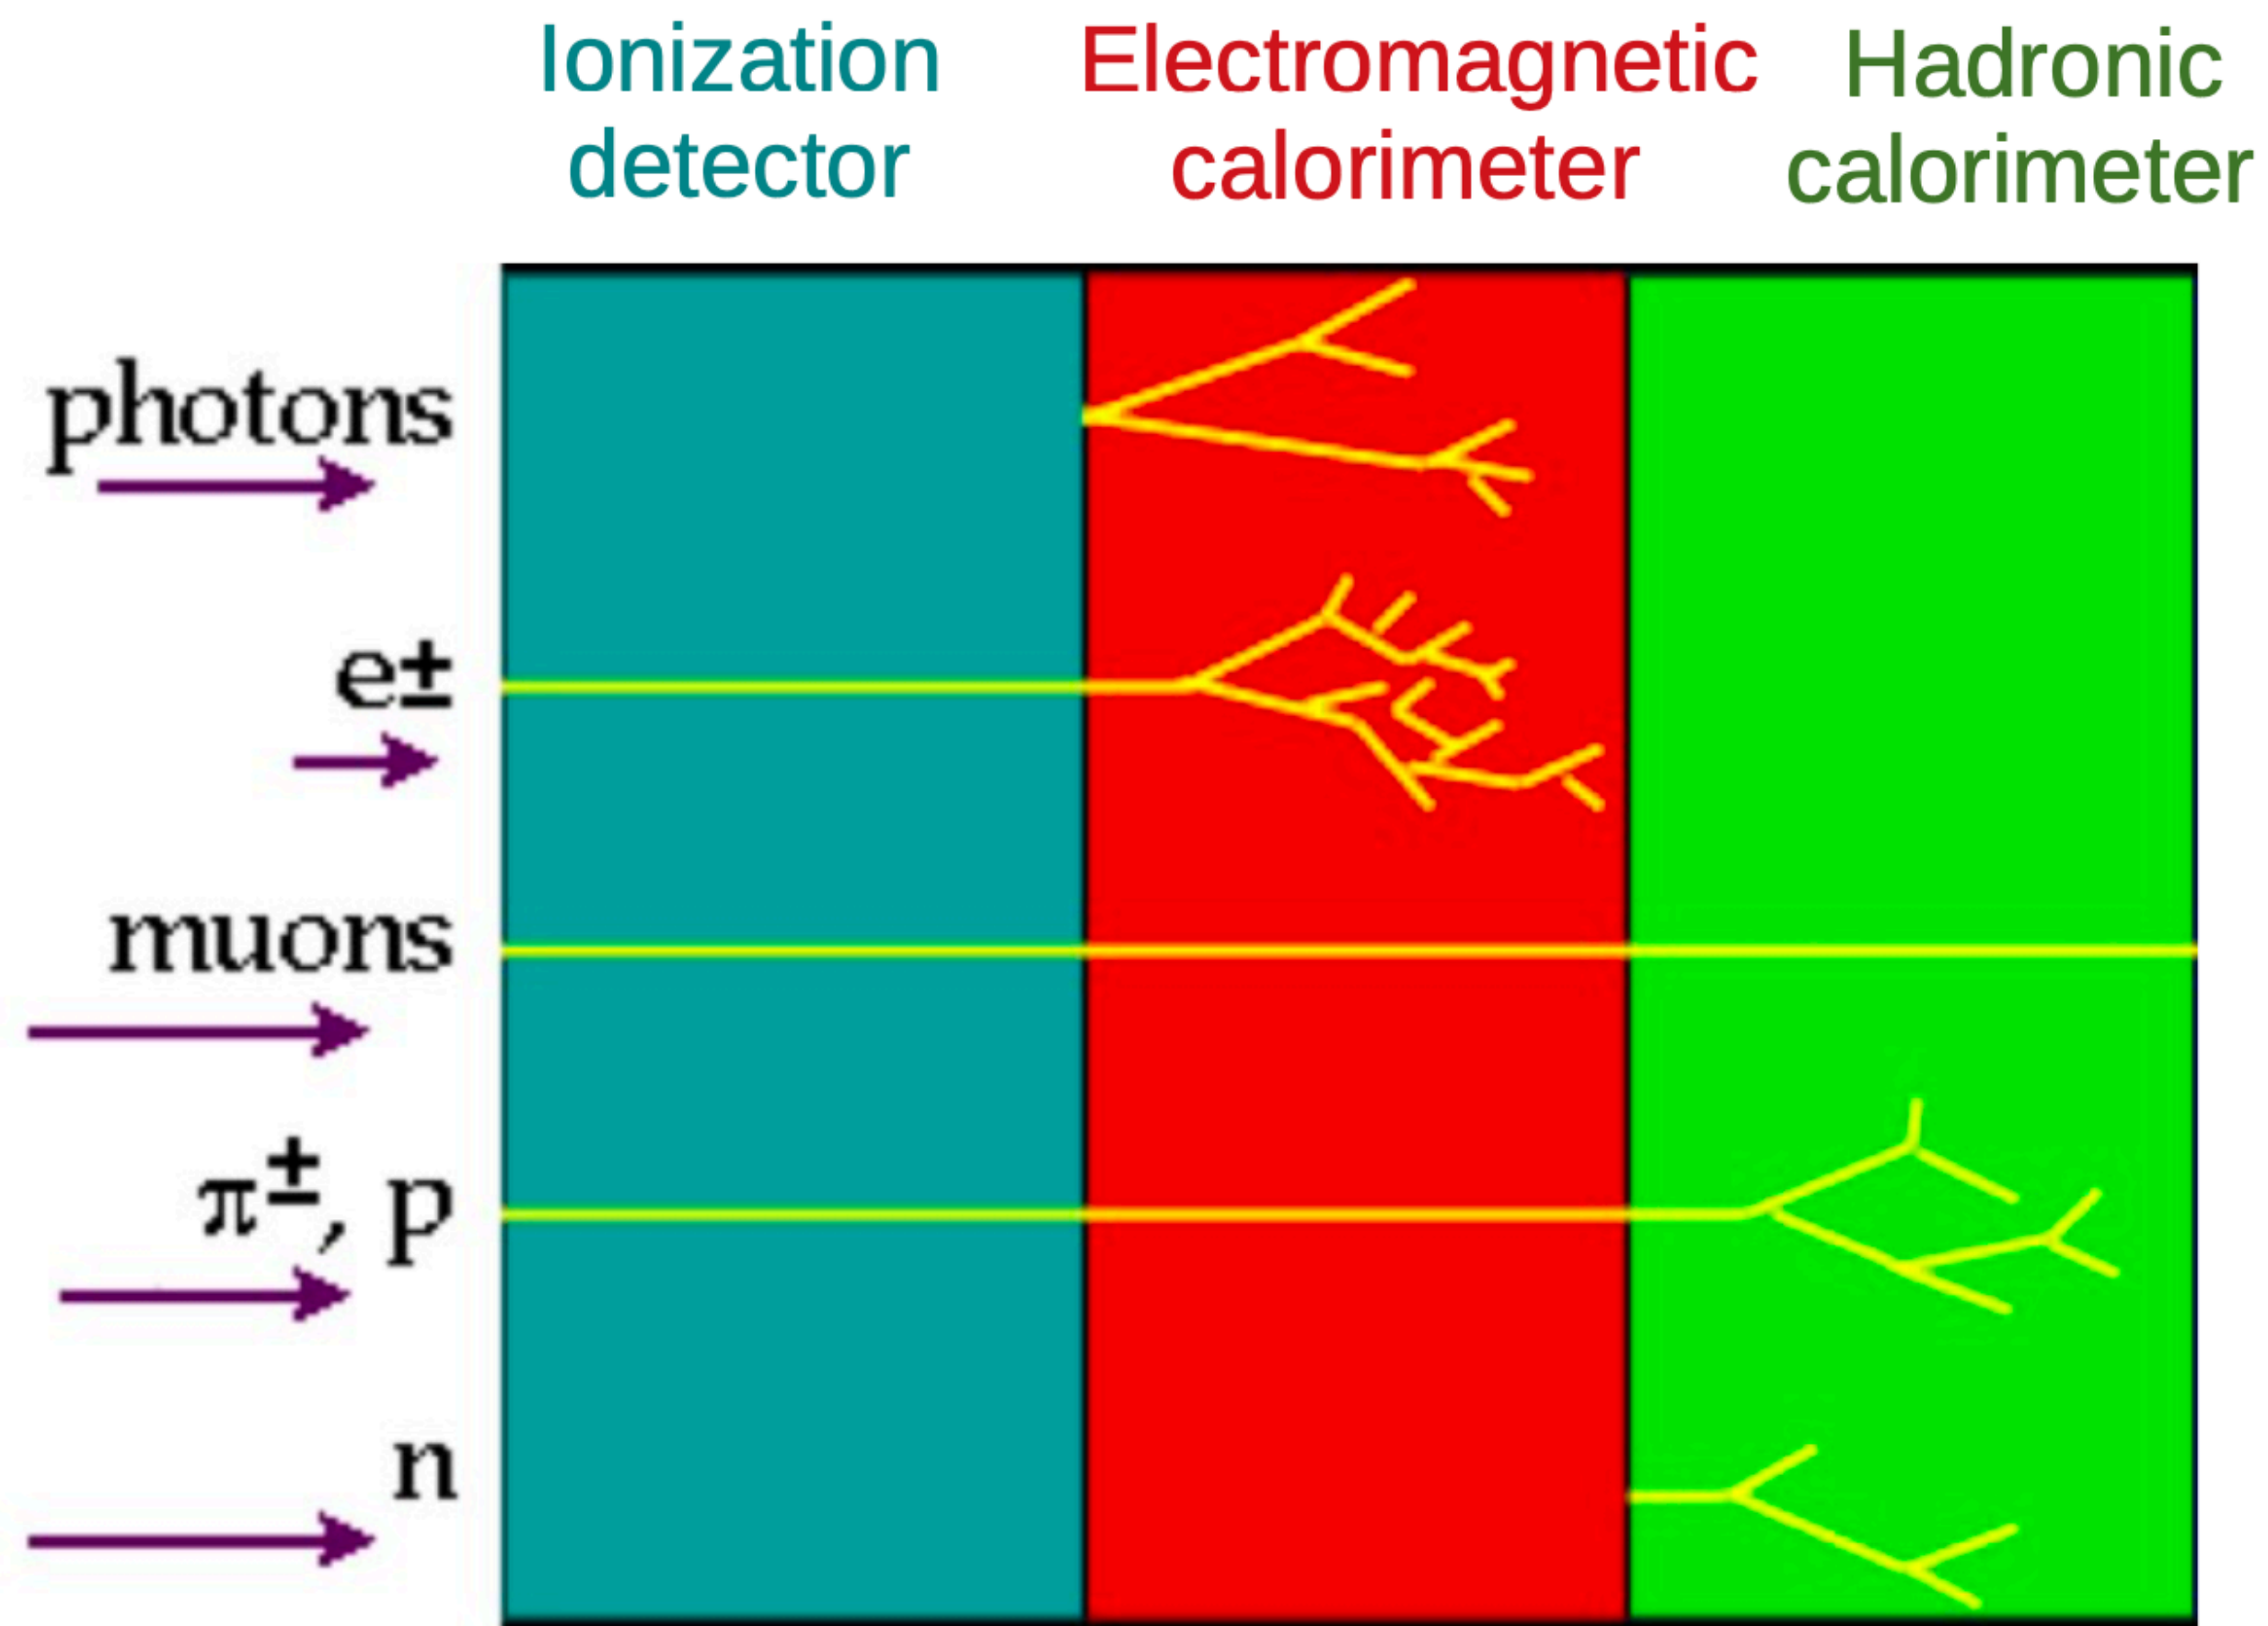 Ionization detector
Electromagnetic calorimeter
Hadronic calorimeter
photons
e±
muons
π±, p
n